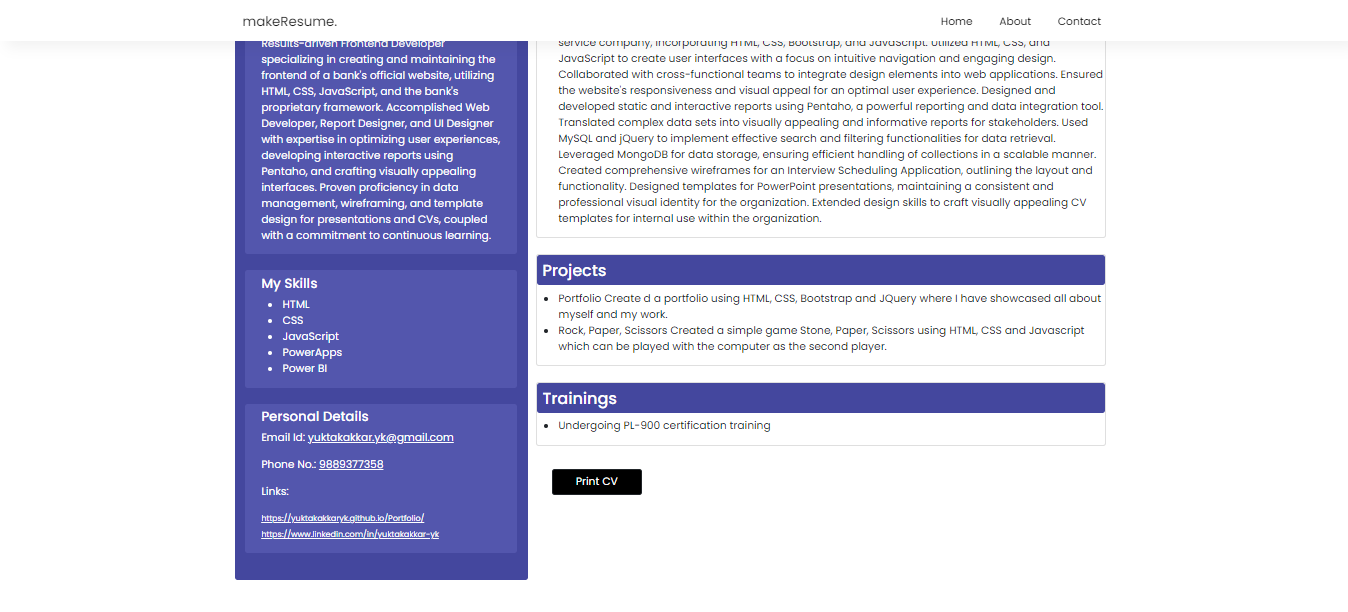 makeResume.
Home
About
Contact
Results-driven Frontend Developer
specializing in creating and maintaining the
frontend of a bank's official website, utilizing
HTML, CSS, JavaScript, and the bank's
proprietary framework. Accomplished Web
Developer, Report Designer, and UI Designer
with expertise in optimizing user experiences,
developing interactive reports using
Pentaho, and crafting visually appealing
interfaces. Proven proficiency in data
management, wireframing, and template
design for presentations and CVs, coupled
with a commitment to continuous learning.
My Skills
HTML
CSS
JavaScript
PowerApps
Power BI
Personal Details
Email Id: yuktakakkar.yk@gmail.com
Phone No.: 9889377358
Links:
https://yuktakakkaryk.github.io/Portfolio/
https://www.linkedin.com/in/yuktakakkar-yk
service company, incorporating HTML, CSS, Bootstrap, and JavaScript. Utilized HTML, CSS, and
JavaScript to create user interfaces with a focus on intuitive navigation and engaging design.
Collaborated with cross-functional teams to integrate design elements into web applications. Ensured
the website's responsiveness and visual appeal for an optimal user experience. Designed and
developed static and interactive reports using Pentaho, a powerful reporting and data integration tool.
Translated complex data sets into visually appealing and informative reports for stakeholders. Used
MySQL and jQuery to implement effective search and filtering functionalities for data retrieval.
Leveraged MongoDB for data storage, ensuring efficient handling of collections in a scalable manner.
Created comprehensive wireframes for an Interview Scheduling Application, outlining the layout and
functionality. Designed templates for PowerPoint presentations, maintaining a consistent and
professional visual identity for the organization. Extended design skills to craft visually appealing CV
templates for internal use within the organization.
Projects
Portfolio Create d a portfolio using HTML, CSS, Bootstrap and JQuery where I have showcased all about
myself and my work.
Rock, Paper, Scissors Created a simple game Stone, Paper, Scissors using HTML, CSS and Javascript
which can be played with the computer as the second player.
Trainings
Undergoing PL-900 certification training
Print CV